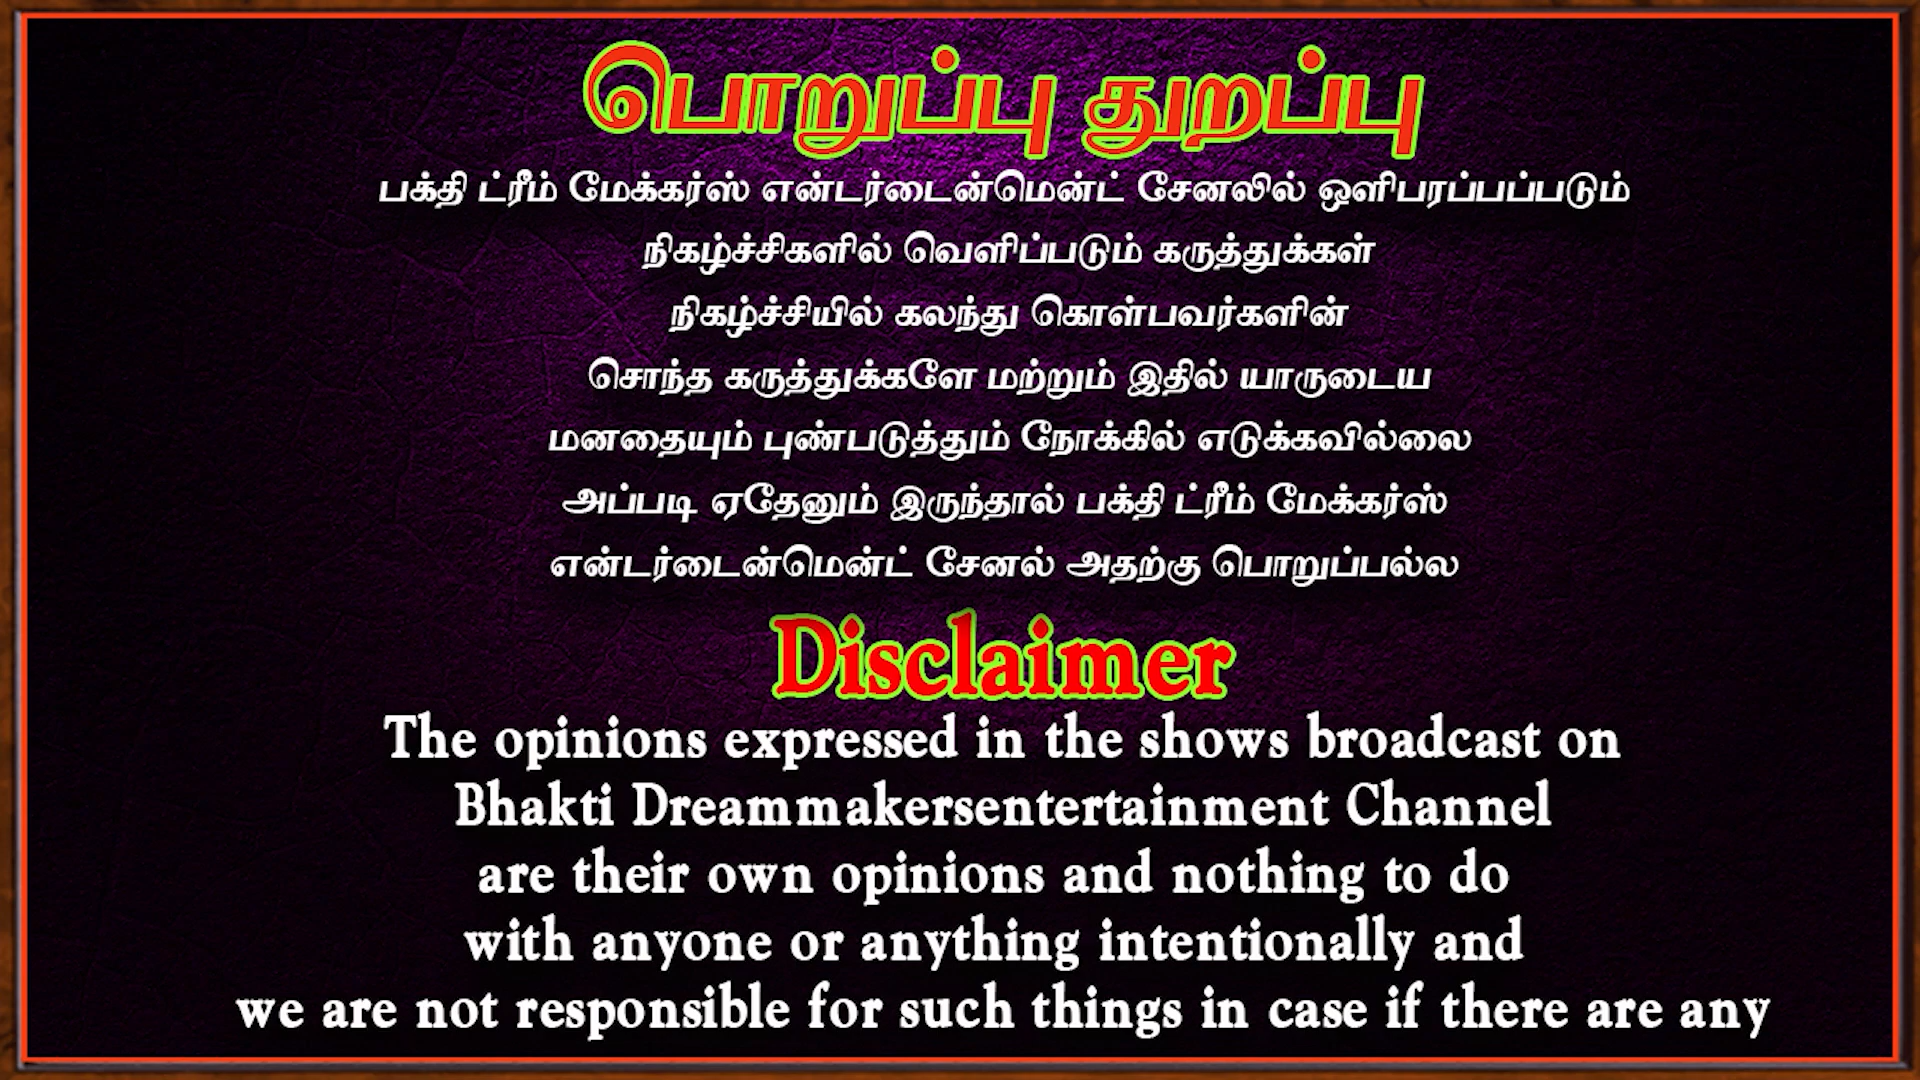 பொறுப்பு துறப்பு
பக்தி ட்ரீம் மேக்கர்ஸ் என்டர்டைன்மென்ட் சேனலில் ஒளிபரப்பப்படும்
நிகழ்ச்சிகளில் வெளிப்படும் கருத்துக்கள்
நிகழ்ச்சியில் கலந்து கொள்பவர்களின்
சொந்த கருத்துக்களே மற்றும் இதில் யாருடைய
மனதையும் புண்படுத்தும் நோக்கில் எடுக்கவில்லை
அப்படி ஏதேனும் இருந்தால் பக்தி ட்ரீம் மேக்கர்ஸ்
என்டர்டைன்மென்ட் சேனல் அதற்கு பொறுப்பல்ல
Disclaimer
The opinions expressed in the shows broadcast on
Bhakti Dreammakersentertainment Channel
are their own opinions and nothing to do
with anyone or anything intentionally and
we are not responsible for such things in case if there are any